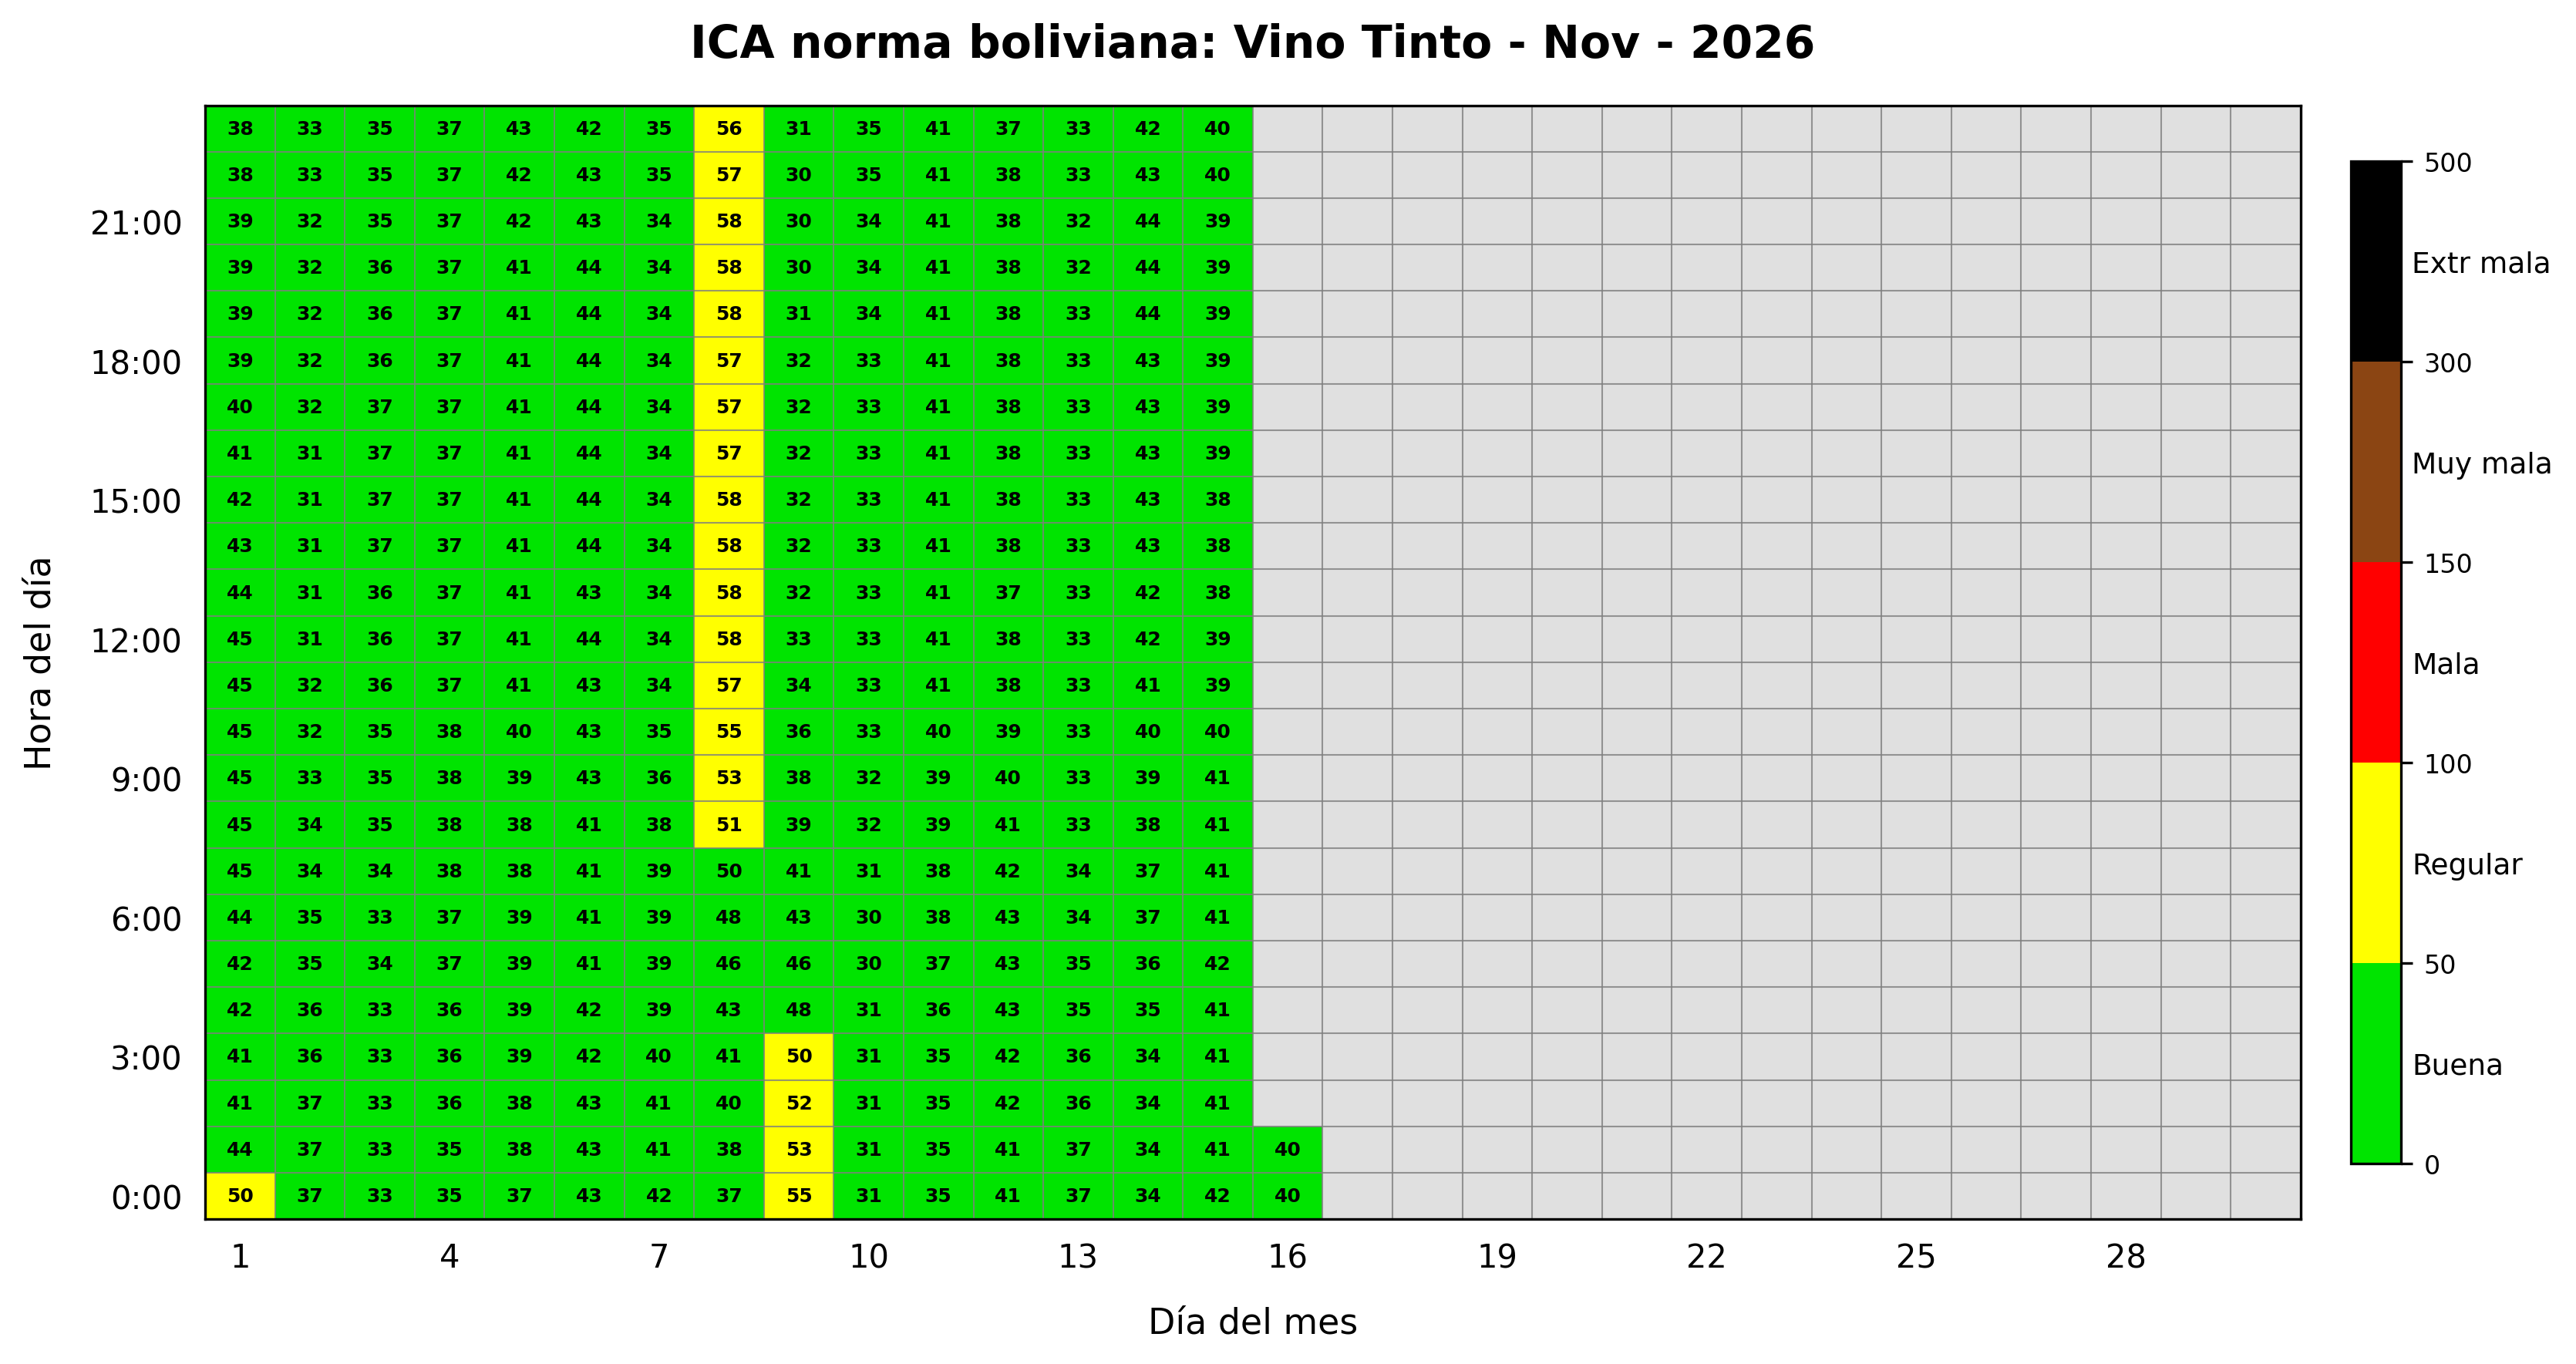 ICA norma boliviana: Vino Tinto - Nov - 2026
38 33 35 37 43 42 35 56 31 35 41 37 33 42 40
38 33 35 37 42 43 35 57 30 35 41 38 33 43 40
21:00 39 32 35 37 42 43 34 58 30 34 41 38 32 44 39
39 32 36 37 41 44 34 58 30 34 41 38 32 44 39
39 32 36 37 41 44 34 58 31 34 41 38 33 44 39
18:00 39 32 36 37 41 44 34 57 32 33 41 38 33 43 39
40 32 37 37 41 44 34 57 32 33 41 38 33 43 39
41 31 37 37 41 44 34 57 32 33 41 38 33 43 39
15:00 42 31 37 37 41 44 34 58 32 33 41 38 33 43 38
43 31 37 37 41 44 34 58 32 33 41 38 33 43 38
44 31 36 37 41 43 34 58 32 33 41 37 33 42 38
12:00 45 31 36 37 41 44 34 58 33 33 41 38 33 42 39
45 32 36 37 41 43 34 57 34 33 41 38 33 41 39
45 32 35 38 40 43 35 55 36 33 40 39 33 40 40
9:00 45 33 35 38 39 43 36 53 38 32 39 40 33 39 41
45 34 35 38 38 41 38 51 39 32 39 41 33 38 41
45 34 34 38 38 41 39 50 41 31 38 42 34 37 41
6:00 44 35 33 37 39 41 39 48 43 30 38 43 34 37 41
42 35 34 37 39 41 39 46 46 30 37 43 35 36 42
42 36 33 36 39 42 39 43 48 31 36 43 35 35 41
3:00 41 36 33 36 39 42 40 41 50 31 35 42 36 34 41
41 37 33 36 38 43 41 40 52 31 35 42 36 34 41
44 37 33 35 38 43 41 38 53 31 35 41 37 34 41 40
0:00 50 37 33 35 37 43 42 37 55 31 35 41 37 34 42 40
1 4 7 10 13 16 19 22 25 28
Día del mes
Hora del día
500
Extr mala
300
Muy mala
150
Mala
100
Regular
50
Buena
0